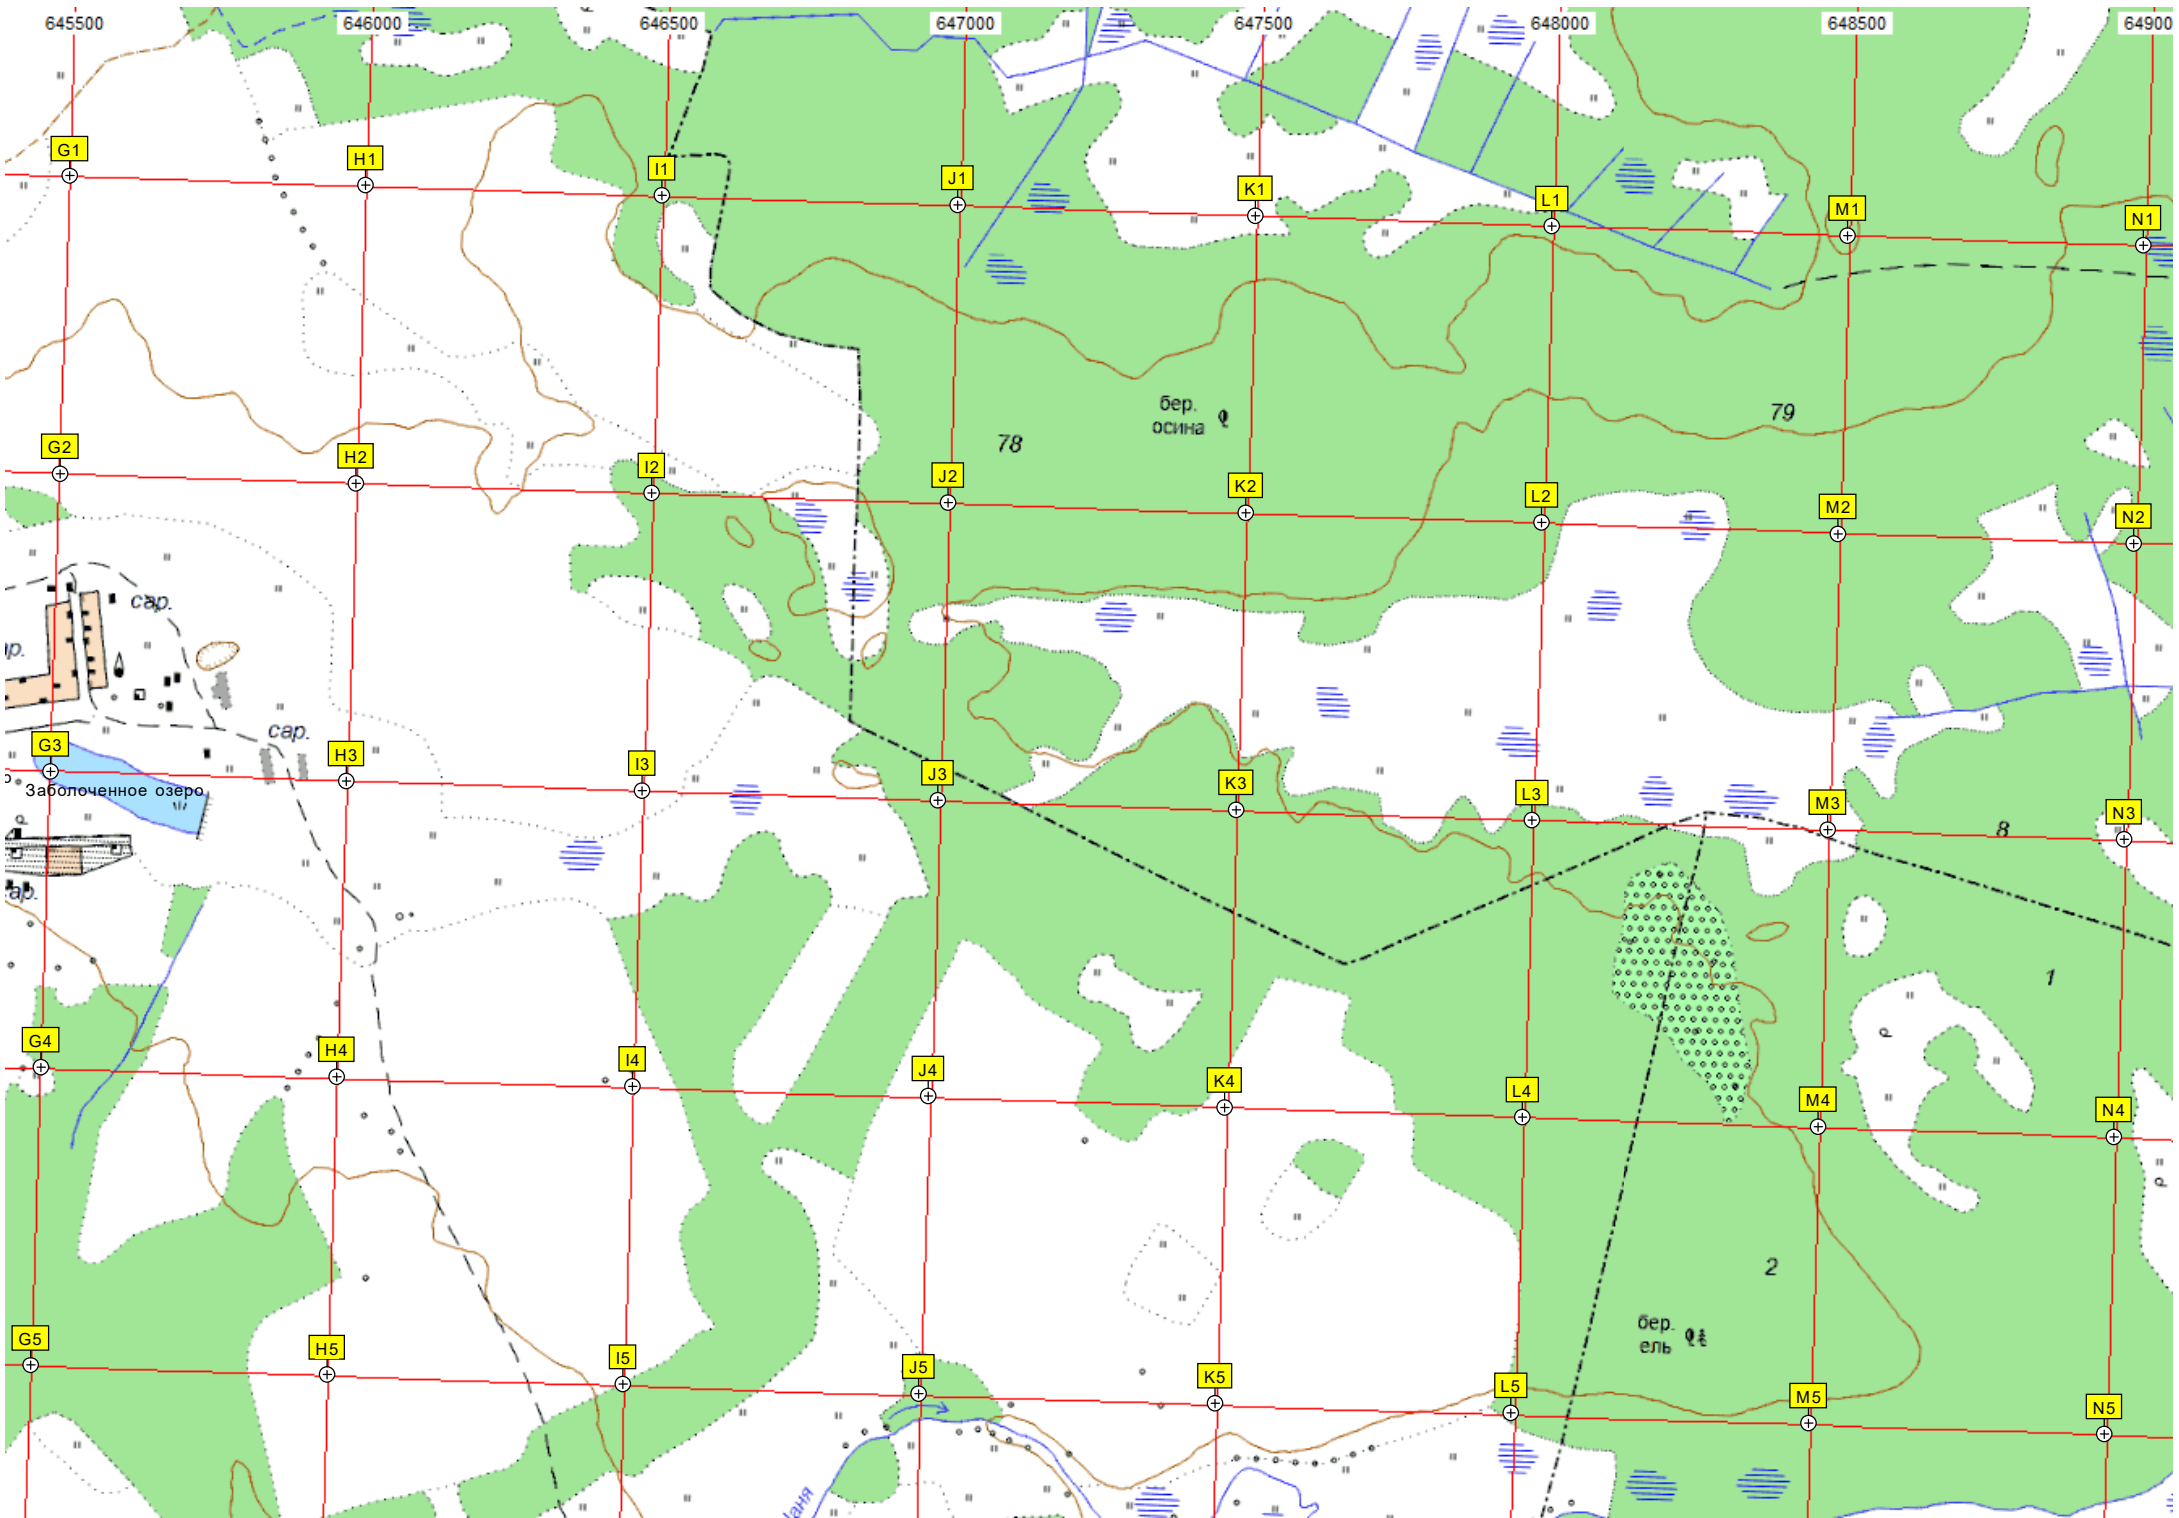 645500 646000 646500 647000 647500 648000 648500 64900
G1 H1 I1 J1 K1 L1 M1 N1
бер.
осина
78
79
G2 H2 I2 J2 K2 L2 M2 N2
сар.
сар.
G3 H3 I3 J3 K3 L3 M3 N3
Заболоченное озеро
8
ар.
1
G4 H4 I4 J4 K4 L4 M4 N4
2
бер.
ель
G5 H5 I5 J5 K5 L5 M5 N5